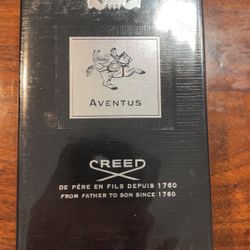 AVENTUS
CREED
DE PÈRE EN FILS DEPUIS 1760
FROM FATHER TO SON SINCE 1760